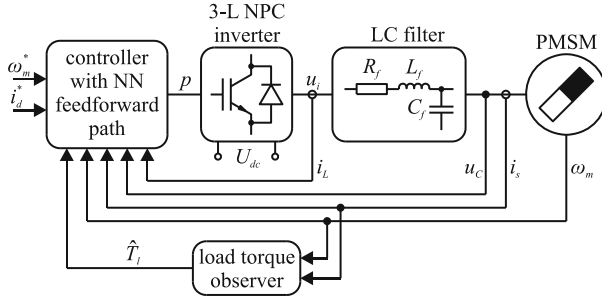 3-L NPC
inverter
LC filter
PMSM
controller
with NN
feedforward
path
ω*m
i*d
p
ui
Rf
Lf
Cf
Udc
iL
uC
is
ωm
T̂l
load torque
observer